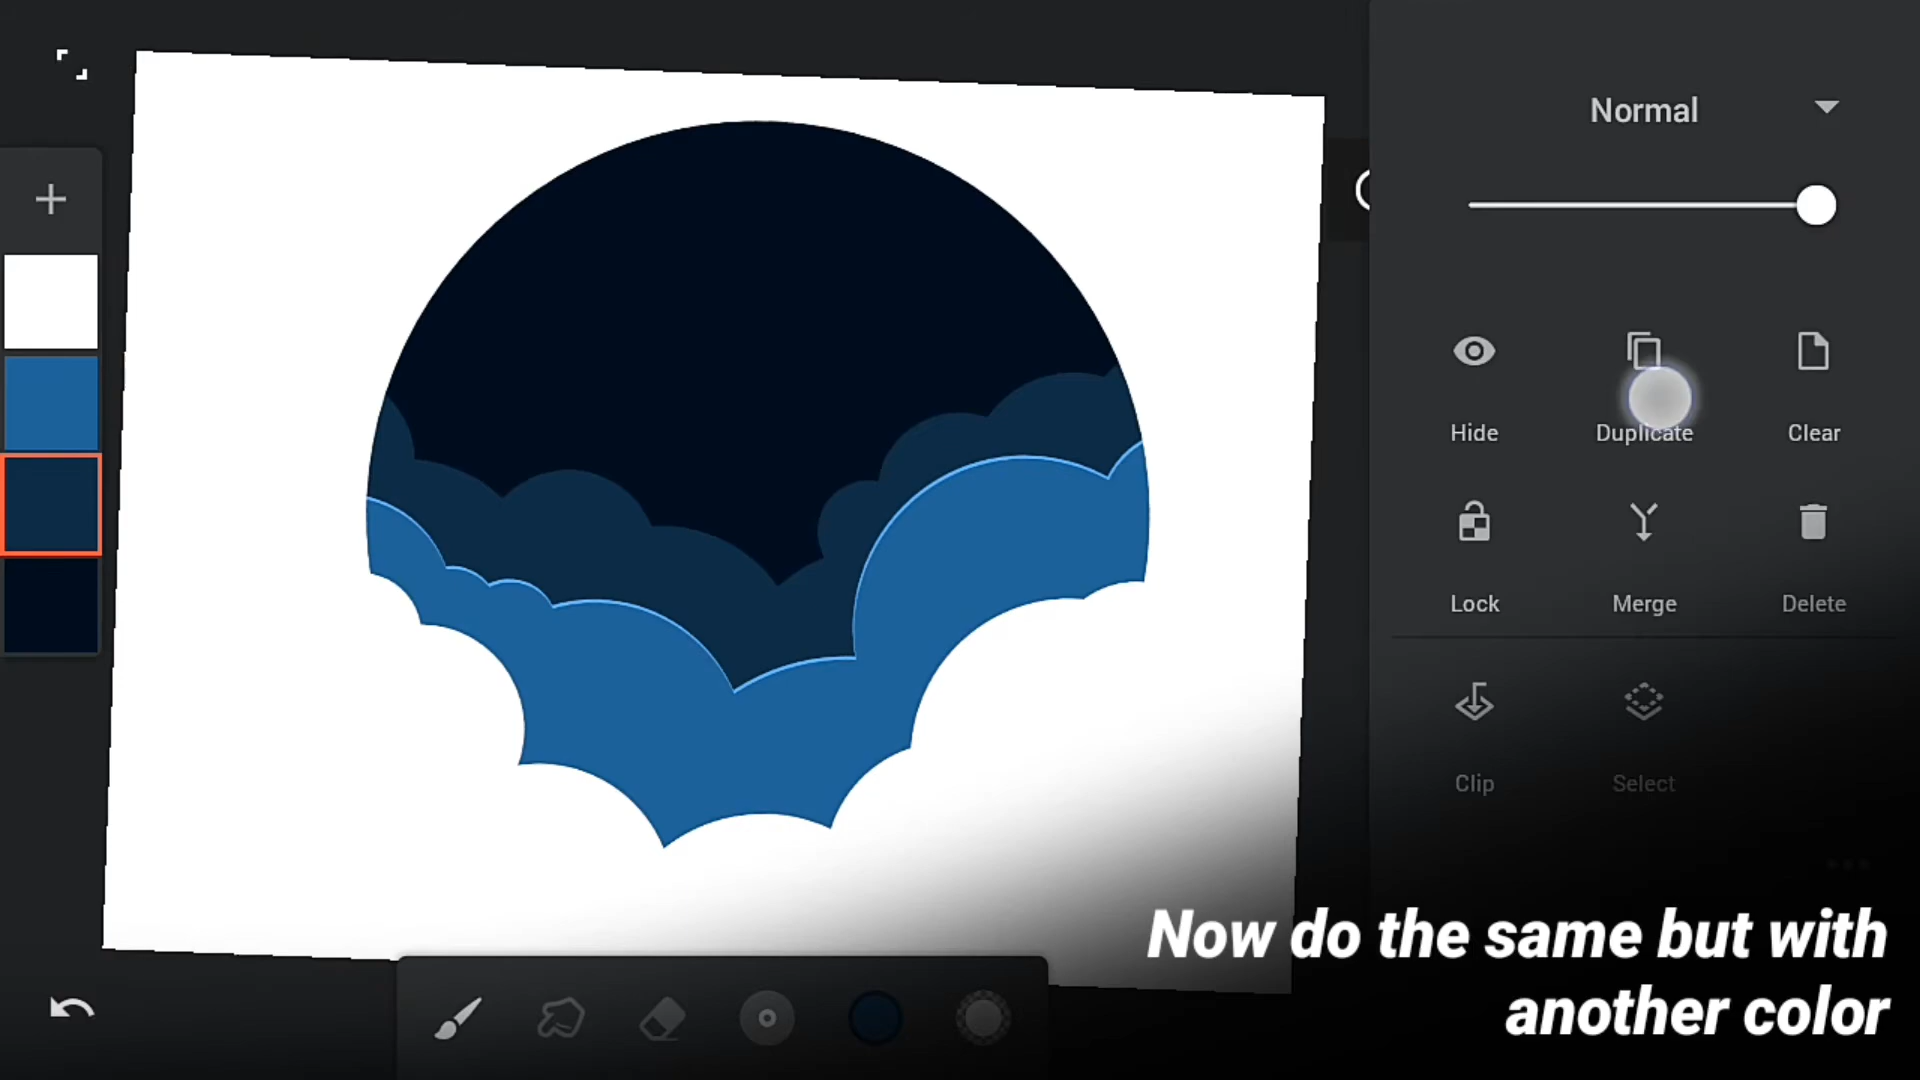 Normal
Hide
Duplicate
Clear
Lock
Merge
Delete
Clip
Select
Now do the same but with
another color